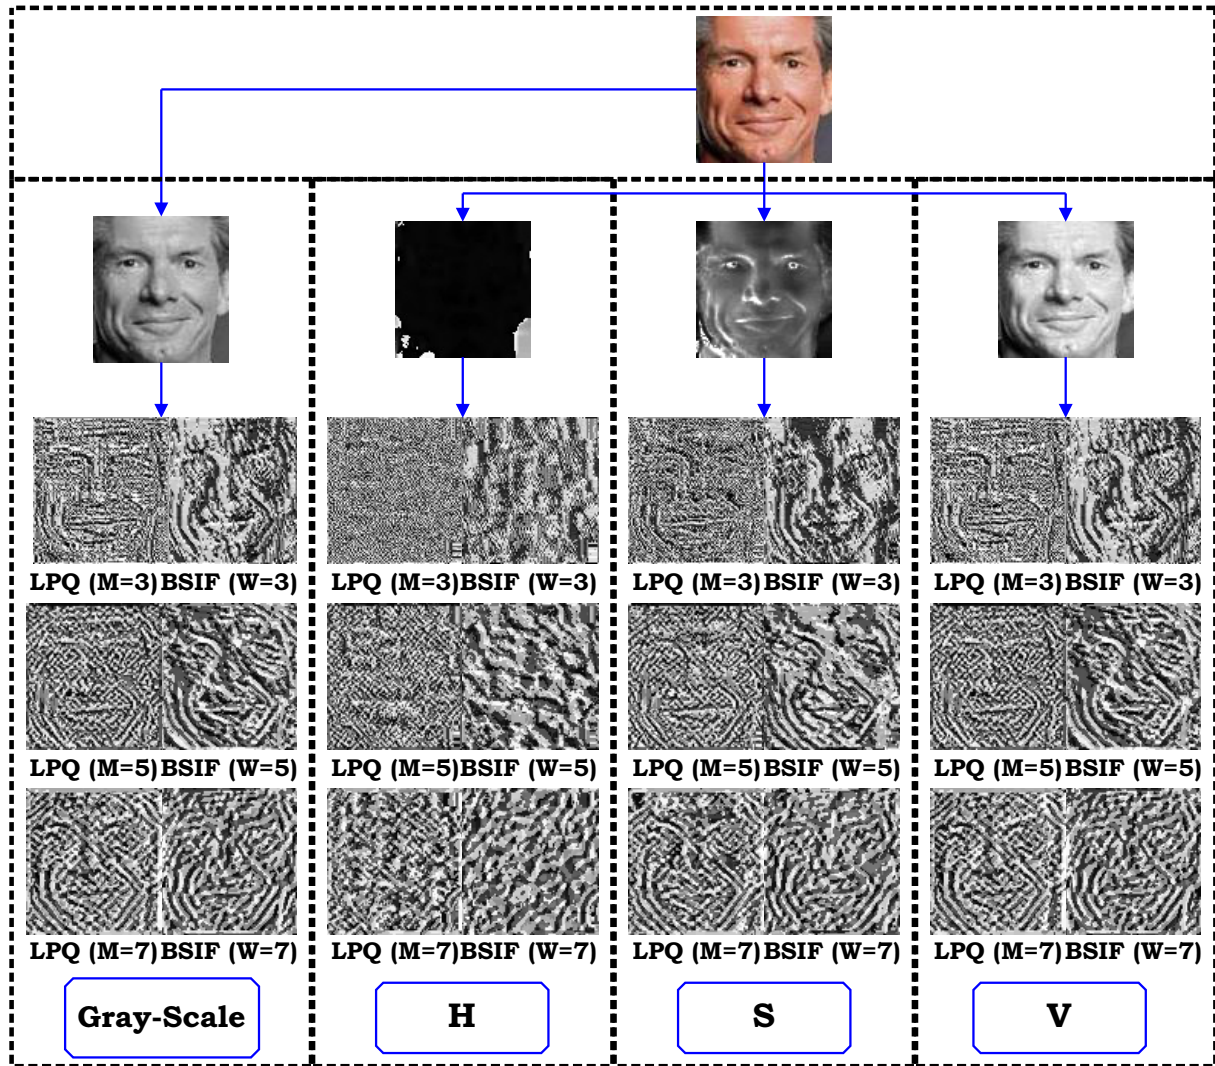 LPQ (M=3) BSIF (W=3) LPQ (M=3) BSIF (W=3) LPQ (M=3) BSIF (W=3) LPQ (M=3) BSIF (W=3)
LPQ (M=5) BSIF (W=5) LPQ (M=5) BSIF (W=5) LPQ (M=5) BSIF (W=5) LPQ (M=5) BSIF (W=5)
LPQ (M=7) BSIF (W=7) LPQ (M=7) BSIF (W=7) LPQ (M=7) BSIF (W=7) LPQ (M=7) BSIF (W=7)
Gray-Scale H S V